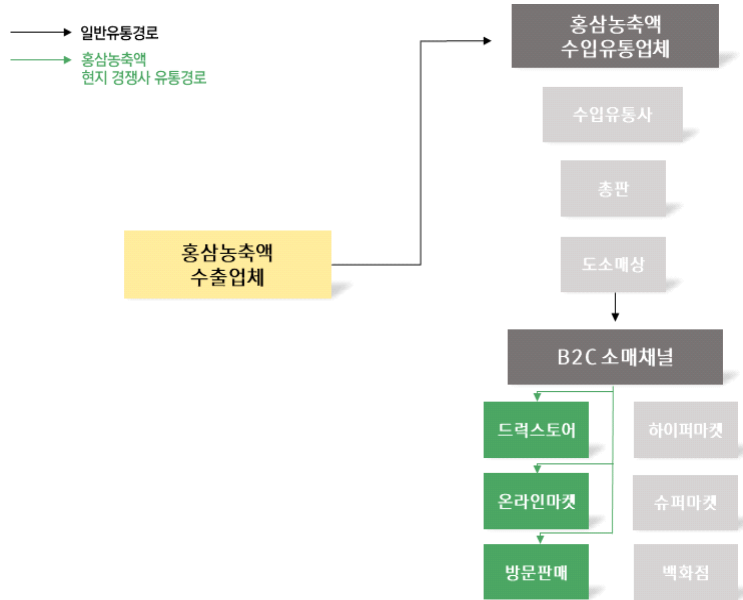 일반유통경로
홍삼농축액
현지 경쟁사 유통경로
홍삼농축액
수입유통업체
수입유통사
총판
도소매상
홍삼농축액
수출업체
B2C 소매채널
드럭스토어
하이퍼마켓
온라인마켓
슈퍼마켓
방문판매
백화점